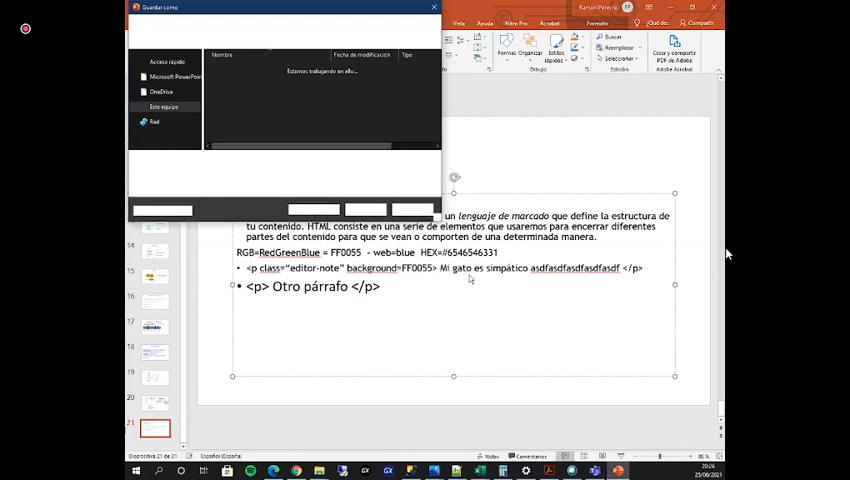 Guardar como
Ramon Pereyra
RP
Vista
Ayuda
Nitro Pro
Acrobat
Formato
¿Qué des
Compartir
Formas
Organizar
Estilos
rápidos
Dibujo
Buscar
Reemplazar
Seleccionar
Edición
Crear y compartir
PDF de Adobe
Adobe Acrobat
Nombre
Fecha de modificación
Tipo
Estamos trabajando en ello...
Acceso rápido
Microsoft PowerPoin
OneDrive
Este equipo
Red
un lenguaje de marcado que define la estructura de
tu contenido. HTML consiste en una serie de elementos que usaremos para encerrar diferentes
partes del contenido para que se vean o comporten de una determinada manera.
RGB=RedGreenBlue = FF0055 - web=blue HEX=#6546546331
• <p class="editor-note" background=FF0055> Mi gato es simpático asdfasdfasdfasdfasdf </p>
• <p> Otro párrafo </p>
14
15
16
17
18
19
20
21
Diapositiva 21 de 21
Español (España)
Notas
Comentarios
86 %
20:26
25/06/2021